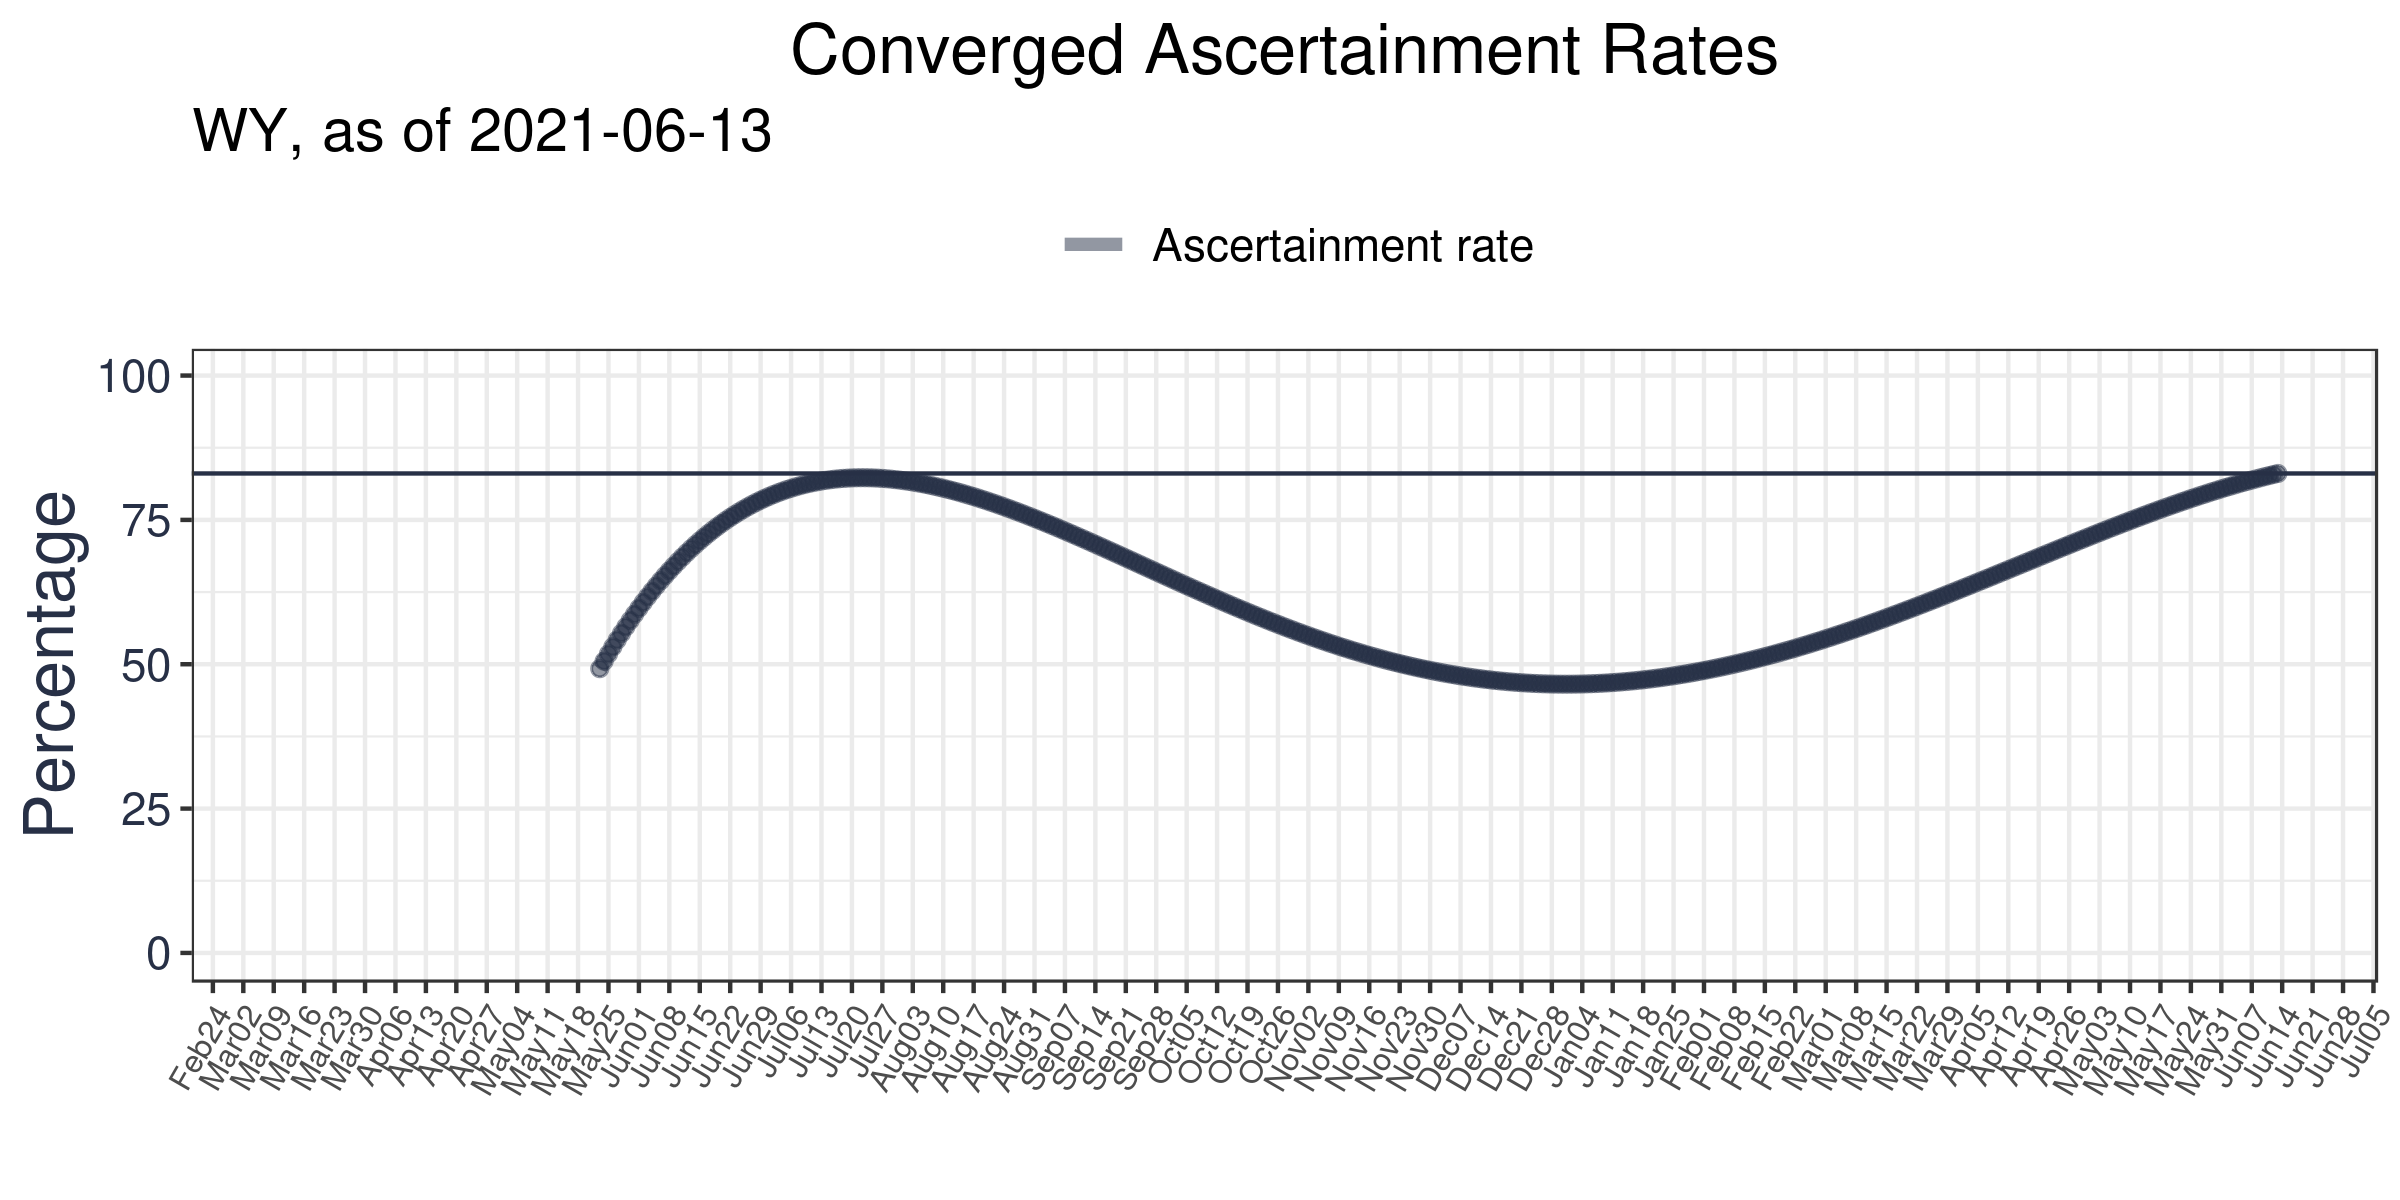 Converged Ascertainment Rates
WY, as of 2021-06-13
Ascertainment rate
Percentage
100
75
50
25
0
Feb24
Mar02
Mar09
Mar16
Mar23
Mar30
Apr06
Apr13
Apr20
Apr27
May04
May11
May18
May25
Jun01
Jun08
Jun15
Jun22
Jun29
Jul06
Jul13
Jul20
Jul27
Aug03
Aug10
Aug17
Aug24
Aug31
Sep07
Sep14
Sep21
Sep28
Oct05
Oct12
Oct19
Oct26
Nov02
Nov09
Nov16
Nov23
Nov30
Dec07
Dec14
Dec21
Dec28
Jan04
Jan11
Jan18
Jan25
Feb01
Feb08
Feb15
Feb22
Mar01
Mar08
Mar15
Mar22
Mar29
Apr05
Apr12
Apr19
Apr26
May03
May10
May17
May24
May31
Jun07
Jun14
Jun21
Jun28
Jul05